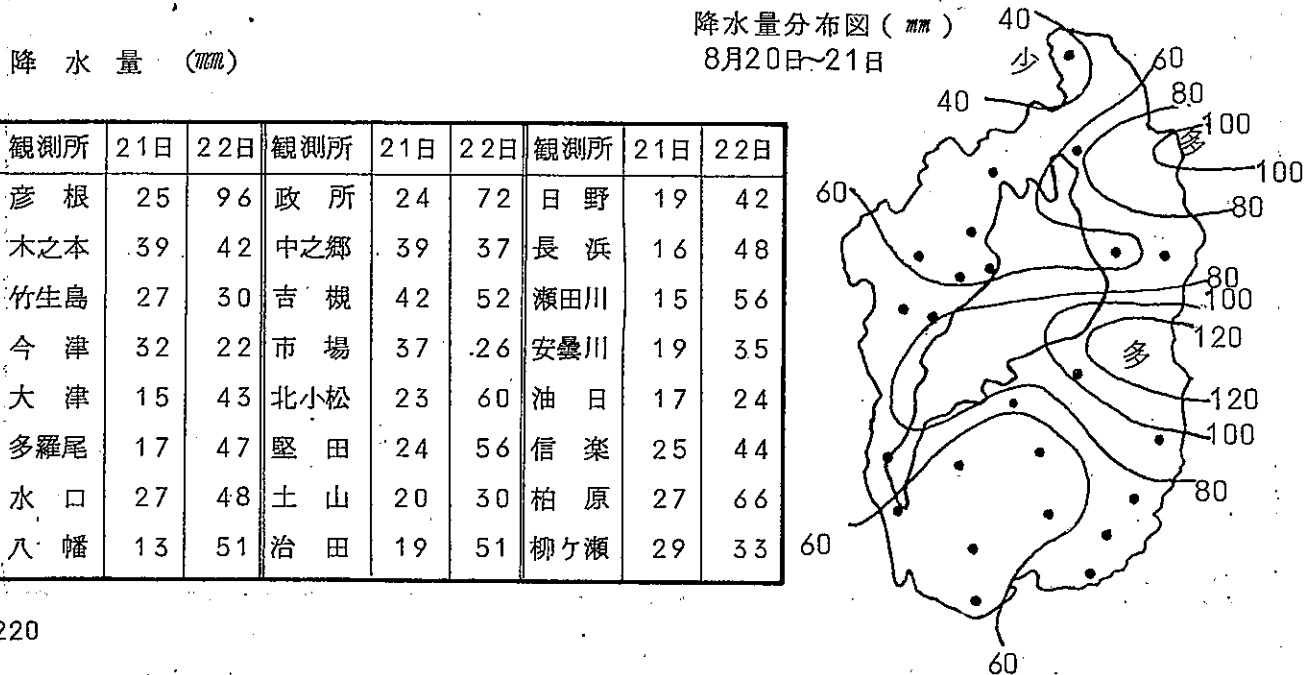 降水量 (mm)
観測所 21日 22日 観測所 21日 22日 観測所 21日 22日
彦根 25 96 政所 24 72 日野 19 42
木之本 39 42 中之郷 39 37 長浜 16 48
竹生島 27 30 吉槻 42 52 瀬田川 15 56
今津 32 22 市場 37 26 安曇川 19 35
大津 15 43 北小松 23 60 油日 17 24
多羅尾 17 47 堅田 24 56 信楽 25 44
水口 27 48 土山 20 30 柏原 27 66
八幡 13 51 治田 19 51 柳ケ瀬 29 33
220
降水量分布図(mm)
8月20日~21日
40
少
60
40
80
100
多
100
60
80
80
100
120
多
120
100
80
60
60